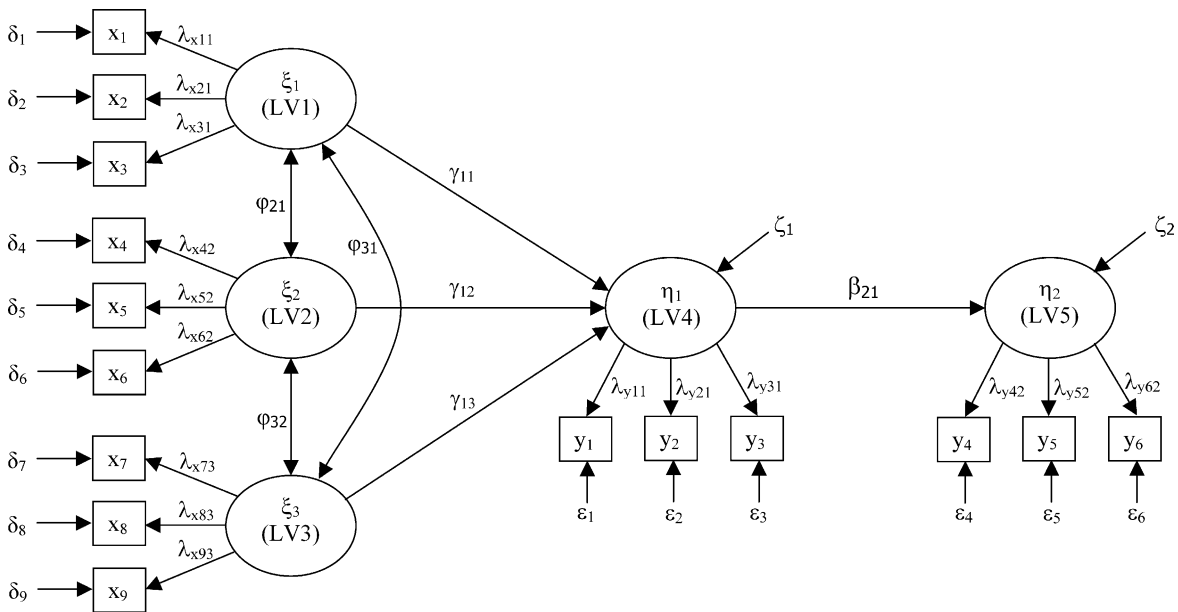 δ₁ x₁ λₓ₁₁
δ₂ x₂ λₓ₂₁
δ₃ x₃ λₓ₃₁
ξ₁
(LV1)
φ₂₁
φ₃₁
γ₁₁
δ₄ x₄ λₓ₄₂
δ₅ x₅ λₓ₅₂
δ₆ x₆ λₓ₆₂
ξ₂
(LV2)
γ₁₂
φ₃₂
γ₁₃
δ₇ x₇ λₓ₇₃
δ₈ x₈ λₓ₈₃
δ₉ x₉ λₓ₉₃
ξ₃
(LV3)
ζ₁
η₁
(LV4)
β₂₁
ζ₂
η₂
(LV5)
λy₁₁ λy₂₁ λy₃₁
y₁ y₂ y₃
ε₁ ε₂ ε₃
λy₄₂ λy₅₂ λy₆₂
y₄ y₅ y₆
ε₄ ε₅ ε₆